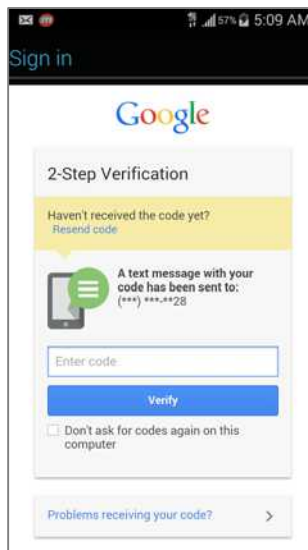 57% 5:09 AM
Sign in
Google
2-Step Verification
Haven't received the code yet?
Resend code
A text message with your
code has been sent to:
(***) ***-**28
Enter code
Verify
Don't ask for codes again on this
computer
Problems receiving your code?